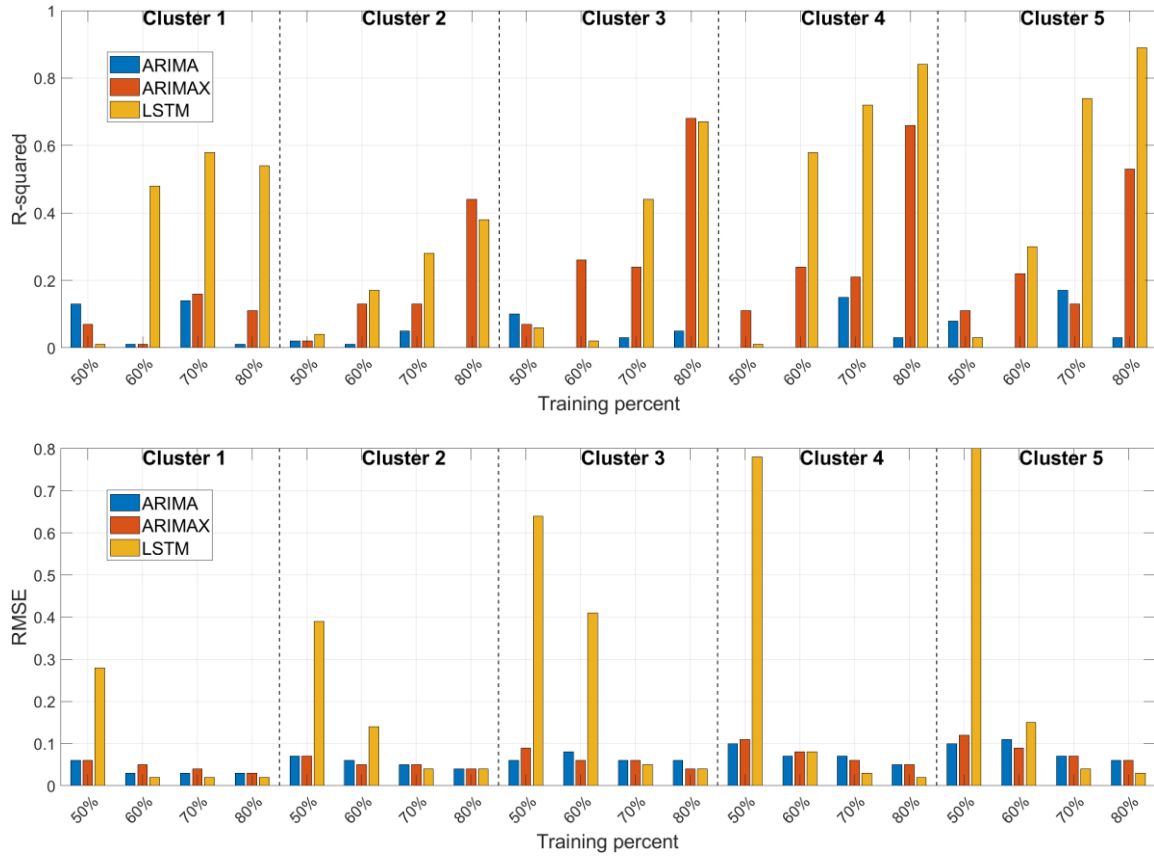 Cluster 1 Cluster 2 Cluster 3 Cluster 4 Cluster 5
1
0.8
0.6
0.4
0.2
0
R-squared
ARIMA
ARIMAX
LSTM
50% 60% 70% 80% 50% 60% 70% 80% 50% 60% 70% 80% 50% 60% 70% 80% 50% 60% 70% 80%
Training percent
Cluster 1 Cluster 2 Cluster 3 Cluster 4 Cluster 5
0.8
0.7
0.6
0.5
0.4
0.3
0.2
0.1
0
RMSE
ARIMA
ARIMAX
LSTM
50% 60% 70% 80% 50% 60% 70% 80% 50% 60% 70% 80% 50% 60% 70% 80% 50% 60% 70% 80%
Training percent